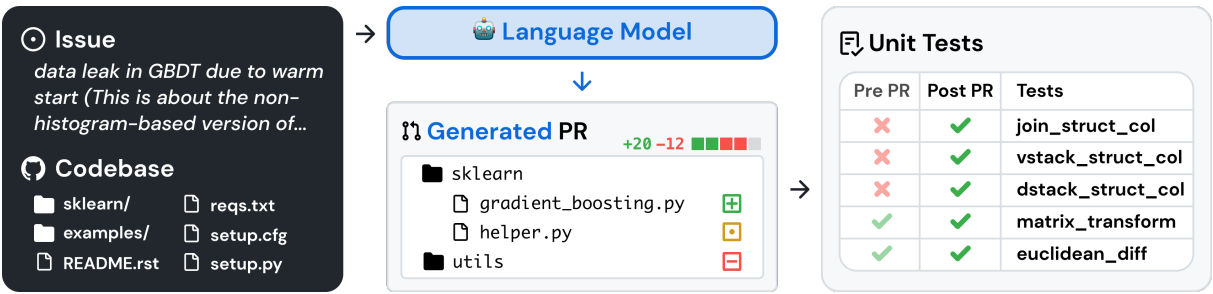 Issue
data leak in GBDT due to warm
start (This is about the non-
histogram-based version of...
Codebase
sklearn/
reqs.txt
examples/
setup.cfg
README.rst
setup.py
Language Model
Generated PR
+20 -12
sklearn
gradient_boosting.py
helper.py
utils
Unit Tests
Pre PR Post PR Tests
join_struct_col
vstack_struct_col
dstack_struct_col
matrix_transform
euclidean_diff